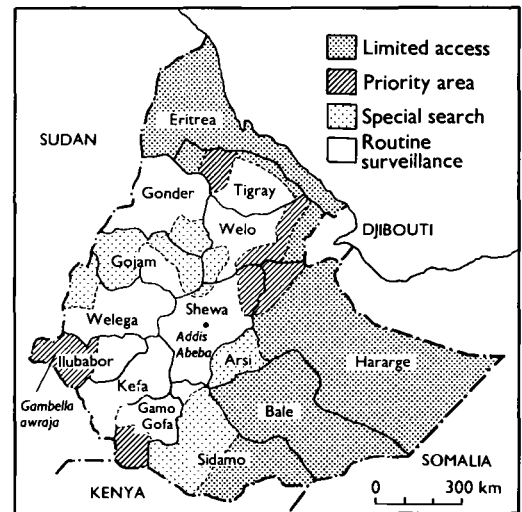 Limited access
Priority area
Special search
Routine
surveillance
SUDAN
Eritrea
Gonder
Tigray
Welo
DJIBOUTI
Gojam
Shewa
Welega
Addis
Abeba
Ilubabor
Arsi
Hararge
Kefa
Gambella
awraja
Gamo
Gofa
Bale
Sidamo
SOMALIA
KENYA
0 300 km